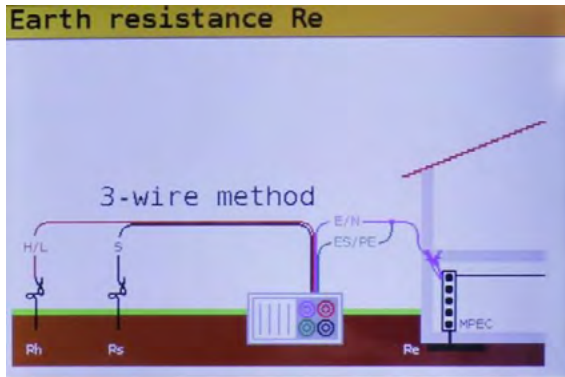 Earth resistance Re
3-wire method
E/N
H/L
S
ES/PE
MPEC
Rh
Rs
Re